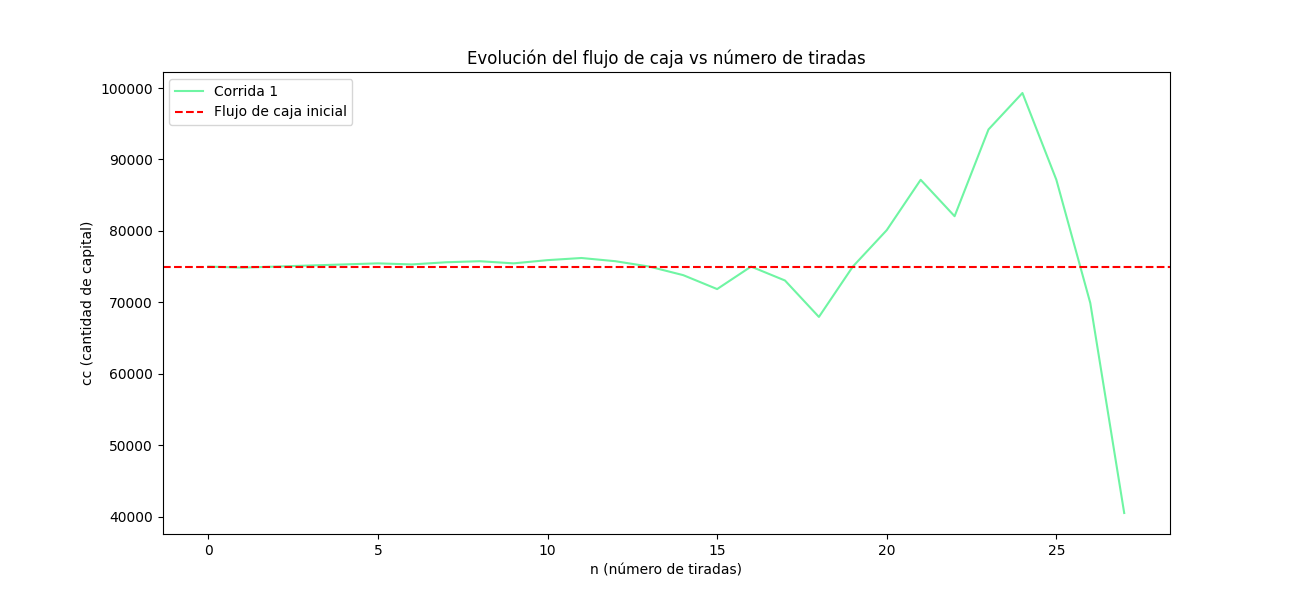 Evolución del flujo de caja vs número de tiradas
Corrida 1
Flujo de caja inicial
cc (cantidad de capital)
100000
90000
80000
70000
60000
50000
40000
0 5 10 15 20 25
n (número de tiradas)